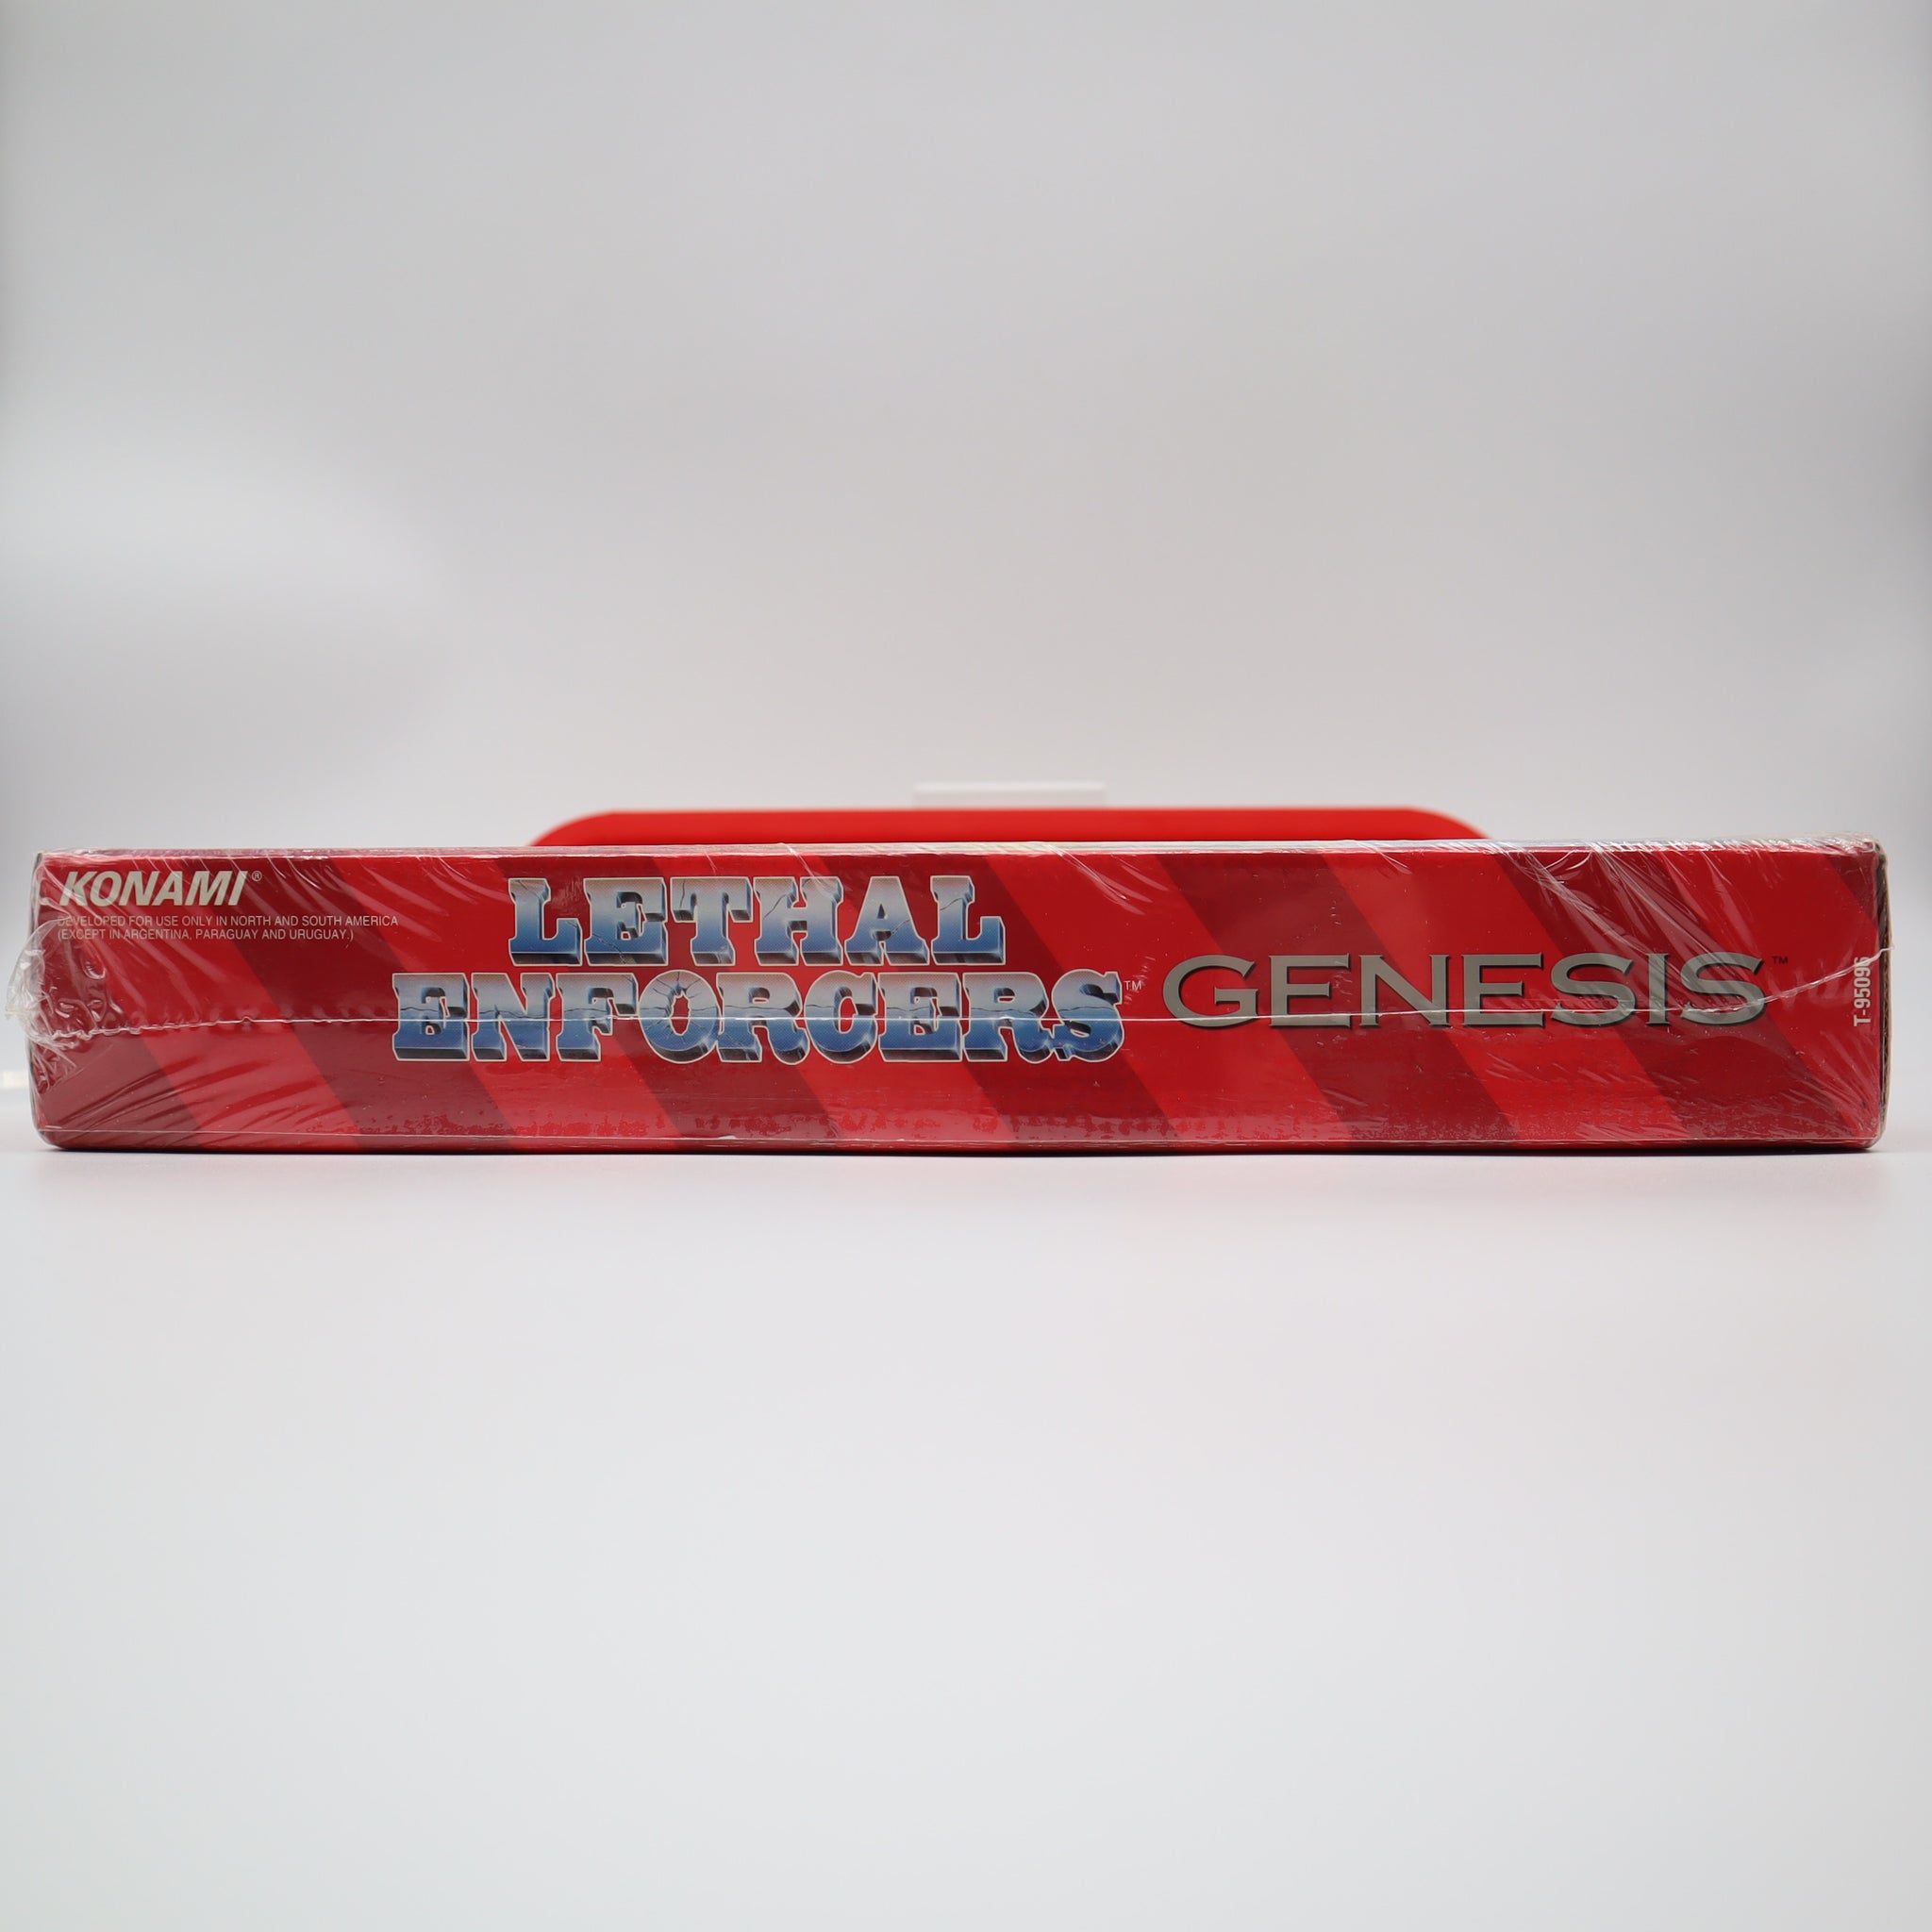 KONAMI®
DEVELOPED FOR USE ONLY IN NORTH AND SOUTH AMERICA
(EXCEPT IN ARGENTINA, PARAGUAY AND URUGUAY.)
LETHAL
ENFORCERS™
GENESIS™
T-95096